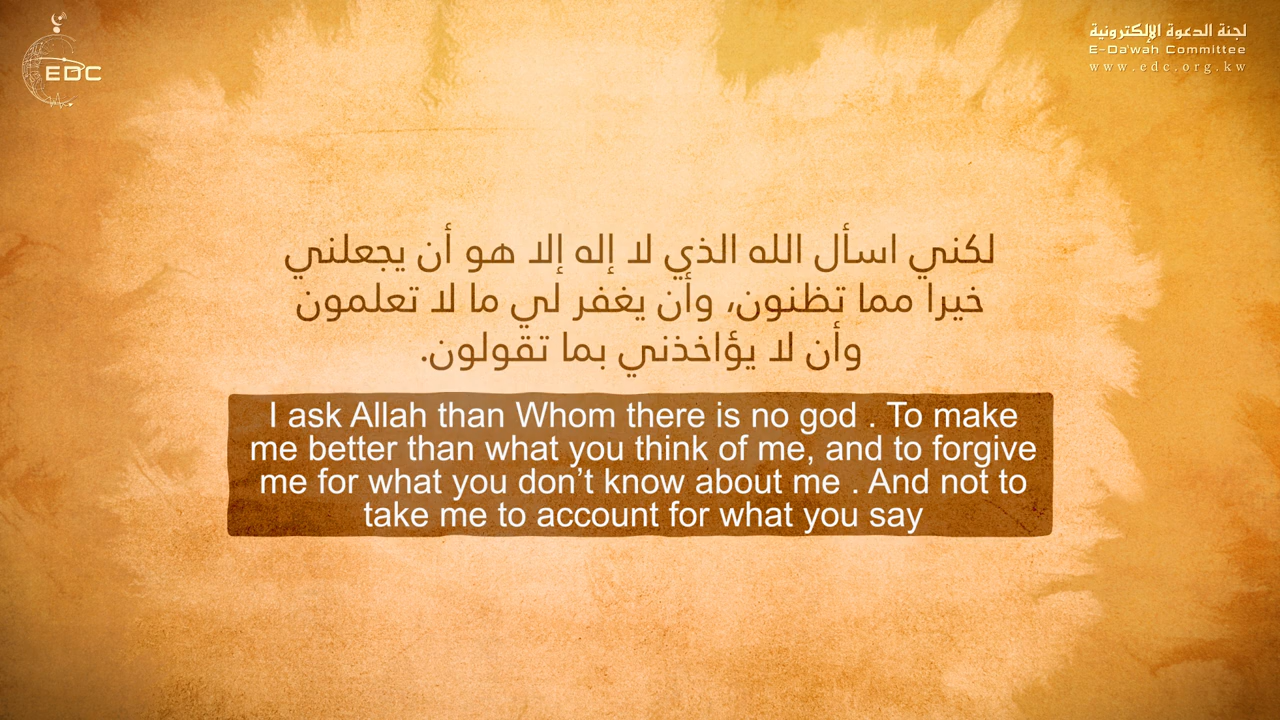 EDC
لجنة الدعوة الإلكترونية
E-Da'wah Committee
www.edc.org.kw
لكني اسأل الله الذي لا إله إلا هو أن يجعلني
خيرا مما تظنون، وأن يغفر لي ما لا تعلمون
وأن لا يؤاخذني بما تقولون.
I ask Allah than Whom there is no god . To make
me better than what you think of me, and to forgive
me for what you don’t know about me . And not to
take me to account for what you say